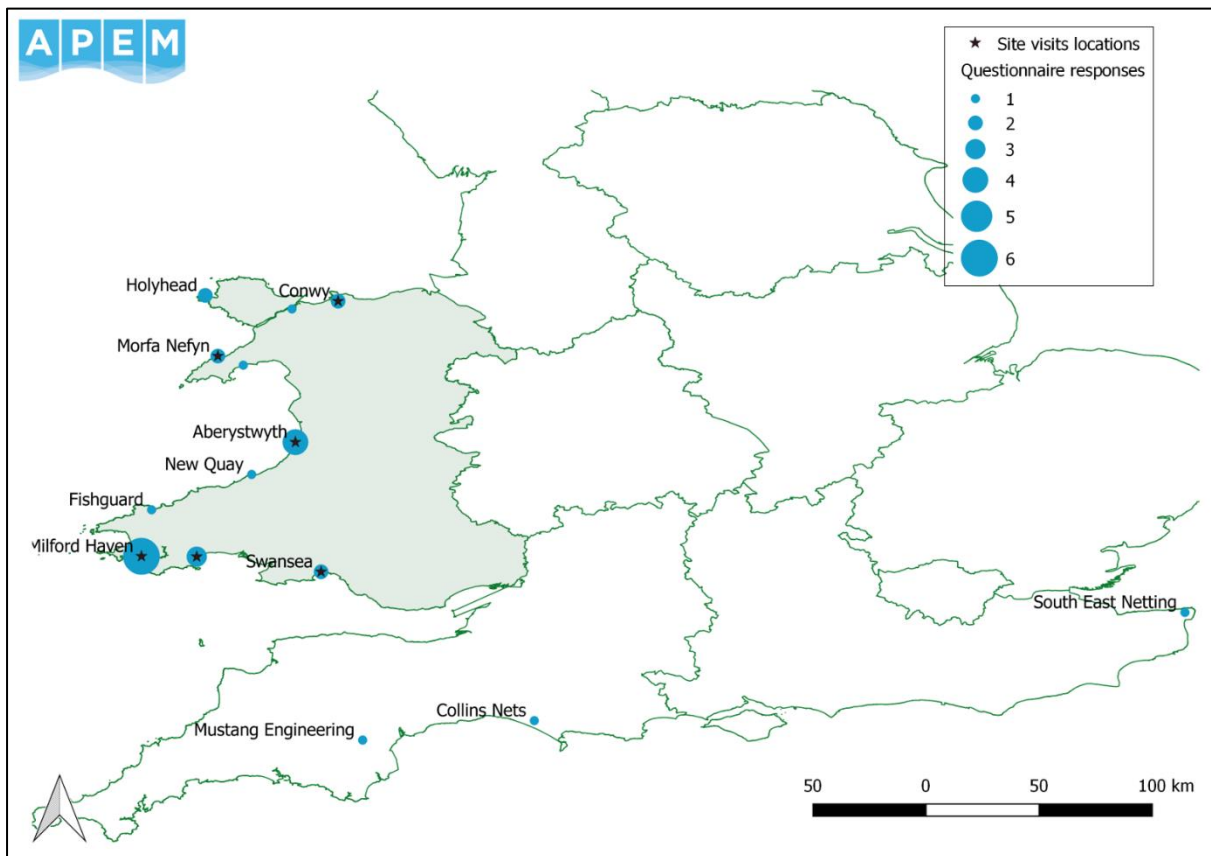 APEM
Site visits locations
Questionnaire responses
1
2
3
4
5
6
Holyhead
Conwy
Morfa Nefyn
Aberystwyth
New Quay
Fishguard
Milford Haven
Swansea
South East Netting
Collins Nets
Mustang Engineering
50 0 50 100 km